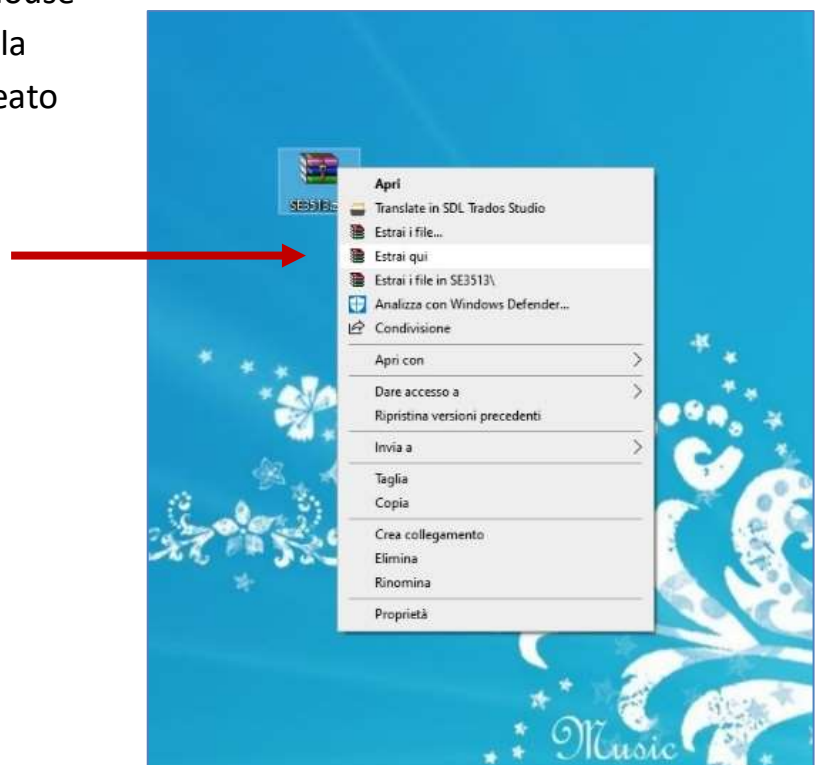 la
Apri
Translate in SDL Trados Studio
Estrai i file...
Estrai qui
Estrai i file in SE3513\
Analizza con Windows Defender...
Condivisione
Apri con
Dare accesso a
Ripristina versioni precedenti
Invia a
Taglia
Copia
Crea collegamento
Elimina
Rinomina
Proprietà
Music